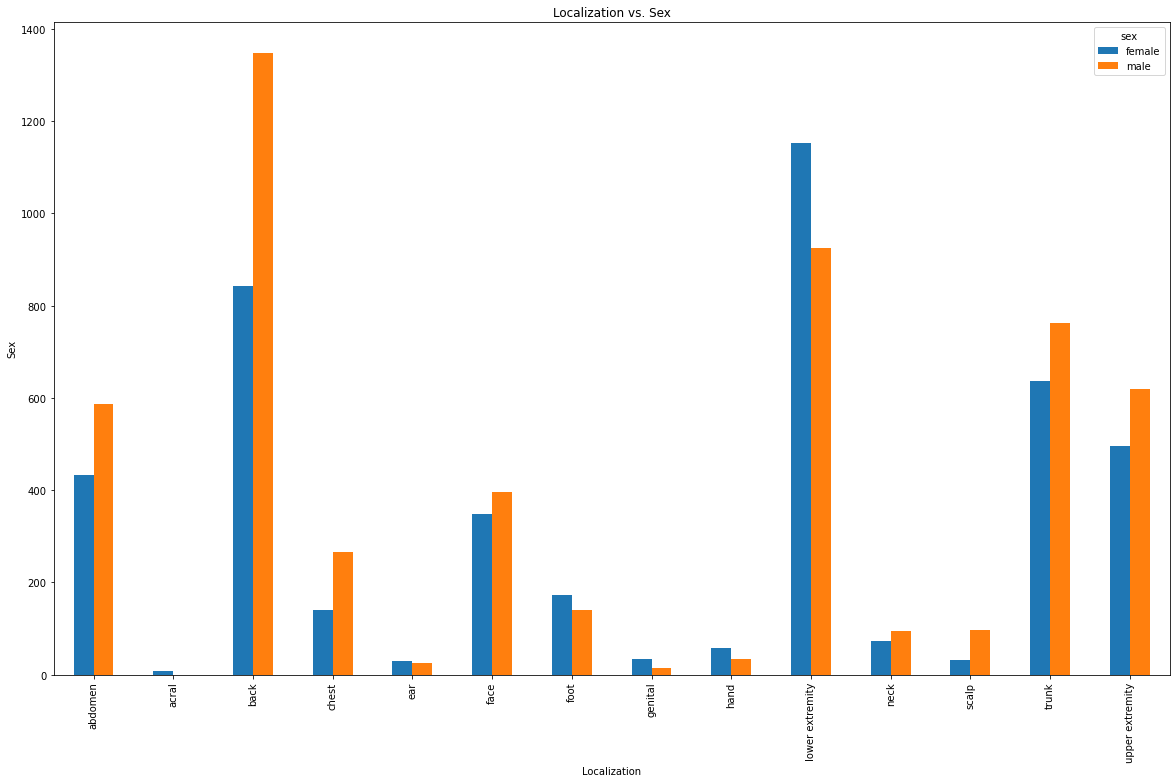 Localization vs. Sex
sex
female
male
1400
1200
1000
800
600
400
200
0
Sex
abdomen
acral
back
chest
ear
face
foot
genital
hand
lower extremity
neck
scalp
trunk
upper extremity
Localization